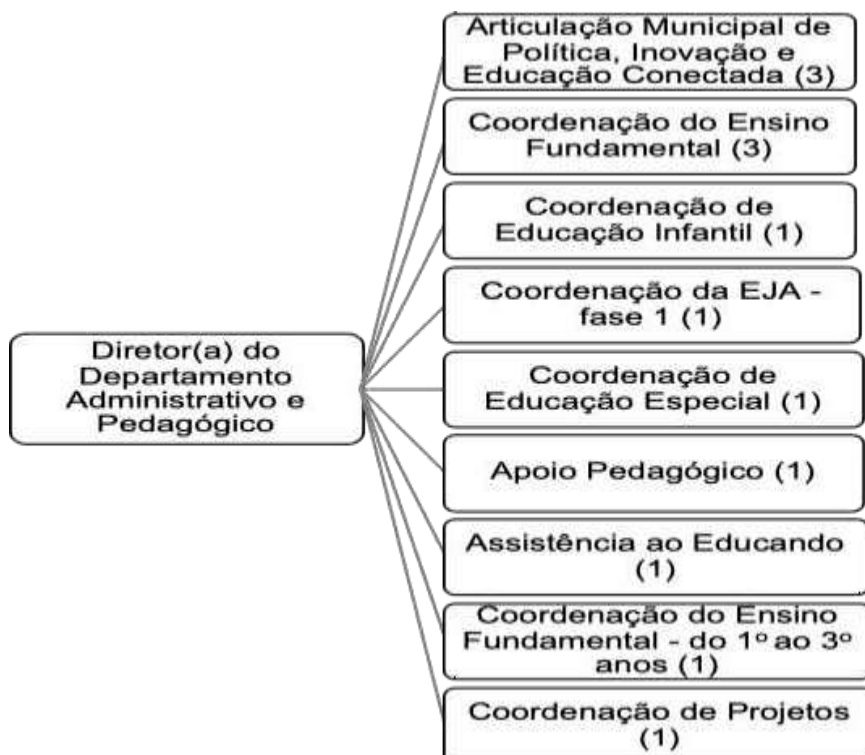 Articulação Municipal de
Política, Inovação e
Educação Conectada (3)
Coordenação do Ensino
Fundamental (3)
Coordenação de
Educação Infantil (1)
Coordenação da EJA -
fase 1 (1)
Diretor(a) do
Departamento
Administrativo e
Pedagógico
Coordenação de
Educação Especial (1)
Apoio Pedagógico (1)
Assistência ao Educando
(1)
Coordenação do Ensino
Fundamental - do 1º ao 3º
anos (1)
Coordenação de Projetos
(1)